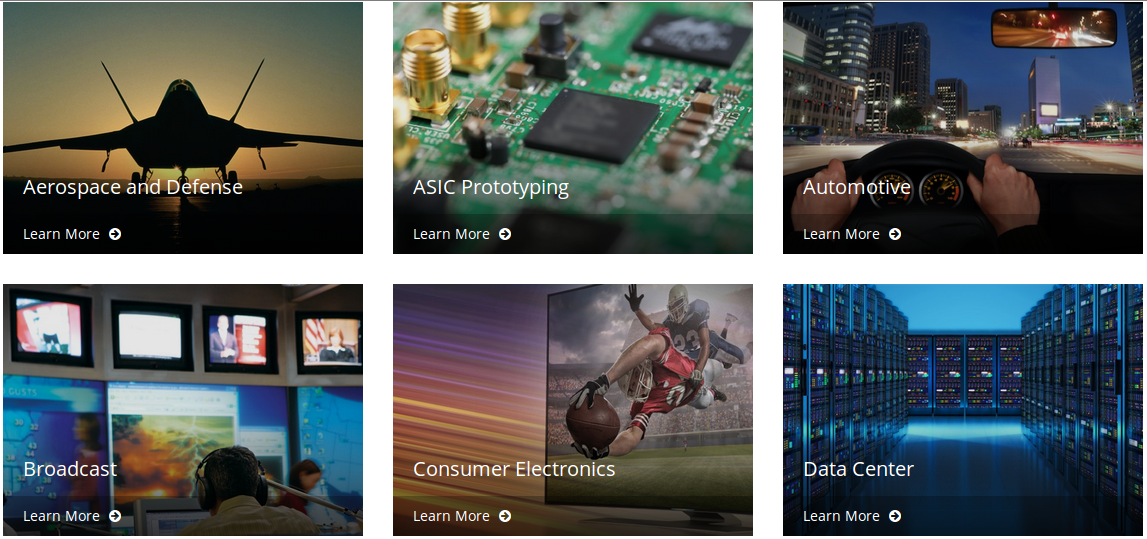 Aerospace and Defense
Learn More
ASIC Prototyping
Learn More
Automotive
Learn More
GUSTS
Broadcast
Learn More
Consumer Electronics
Learn More
Data Center
Learn More